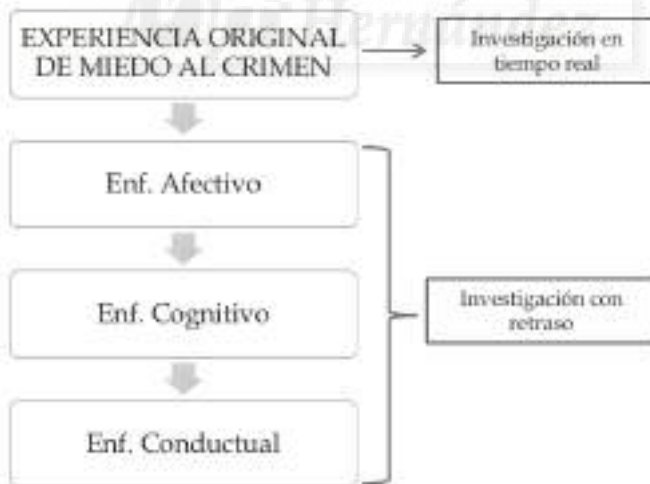 Hernández
EXPERIENCIA ORIGINAL
DE MIEDO AL CRIMEN
Investigación en
tiempo real
Enf. Afectivo
Enf. Cognitivo
Investigación con
retraso
Enf. Conductual